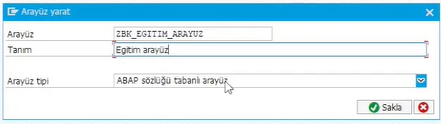 Arayüz yarat
Arayüz ZBK_EGITIM_ARAYUZ
Tanım Egitim arayüz
Arayüz tipi ABAP sözlüğü tabanlı arayüz
Sakla